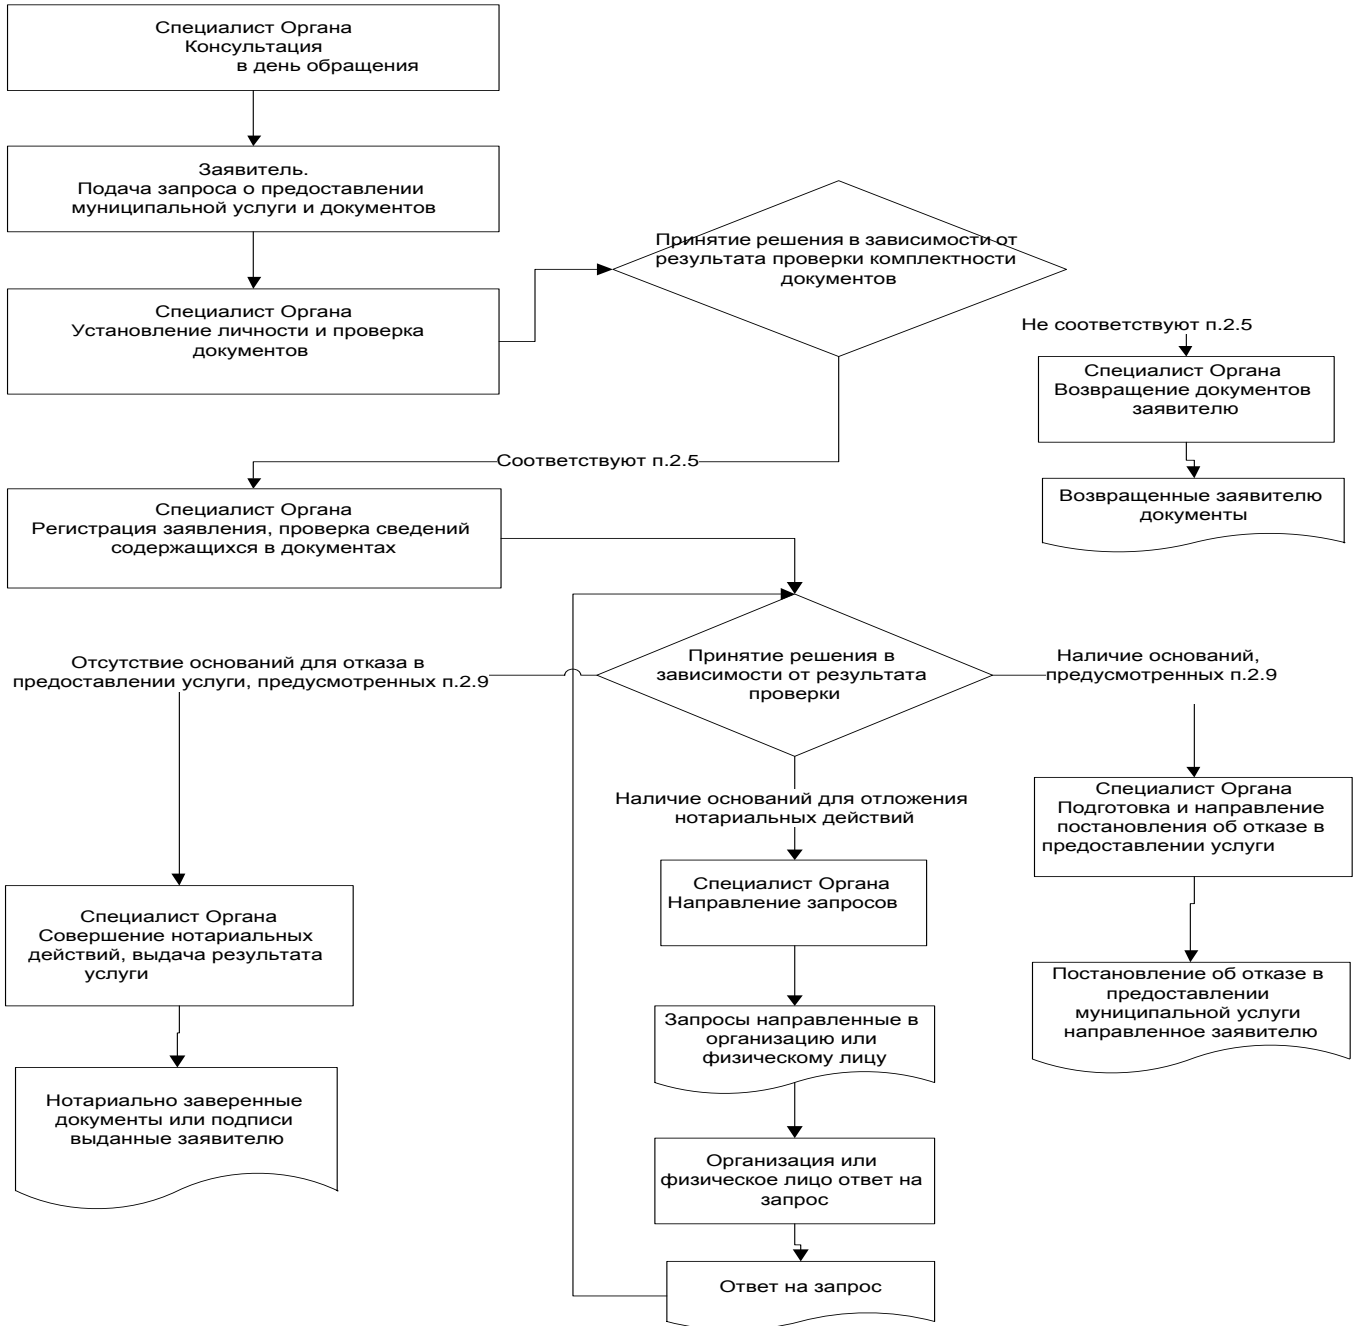 Специалист Органа
Консультация
в день обращения
Заявитель.
Подача запроса о предоставлении
муниципальной услуги и документов
Специалист Органа
Установление личности и проверка
документов
Принятие решения в зависимости от
результата проверки комплектности
документов
Не соответствуют п.2.5
Специалист Органа
Возвращение документов
заявителю
Возвращенные заявителю
документы
Соответствуют п.2.5
Специалист Органа
Регистрация заявления, проверка сведений
содержащихся в документах
Принятие решения в
зависимости от результата
проверки
Отсутствие оснований для отказа в
предоставлении услуги, предусмотренных п.2.9
Наличие оснований,
предусмотренных п.2.9
Наличие оснований для отложения
нотариальных действий
Специалист Органа
Подготовка и направление
постановления об отказе в
предоставлении услуги
Специалист Органа
Направление запросов
Специалист Органа
Совершение нотариальных
действий, выдача результата
услуги
Постановление об отказе в
предоставлении
муниципальной услуги
направленное заявителю
Запросы направленные в
организацию или
физическому лицу
Нотариально заверенные
документы или подписи
выданные заявителю
Организация или
физическое лицо ответ на
запрос
Ответ на запрос